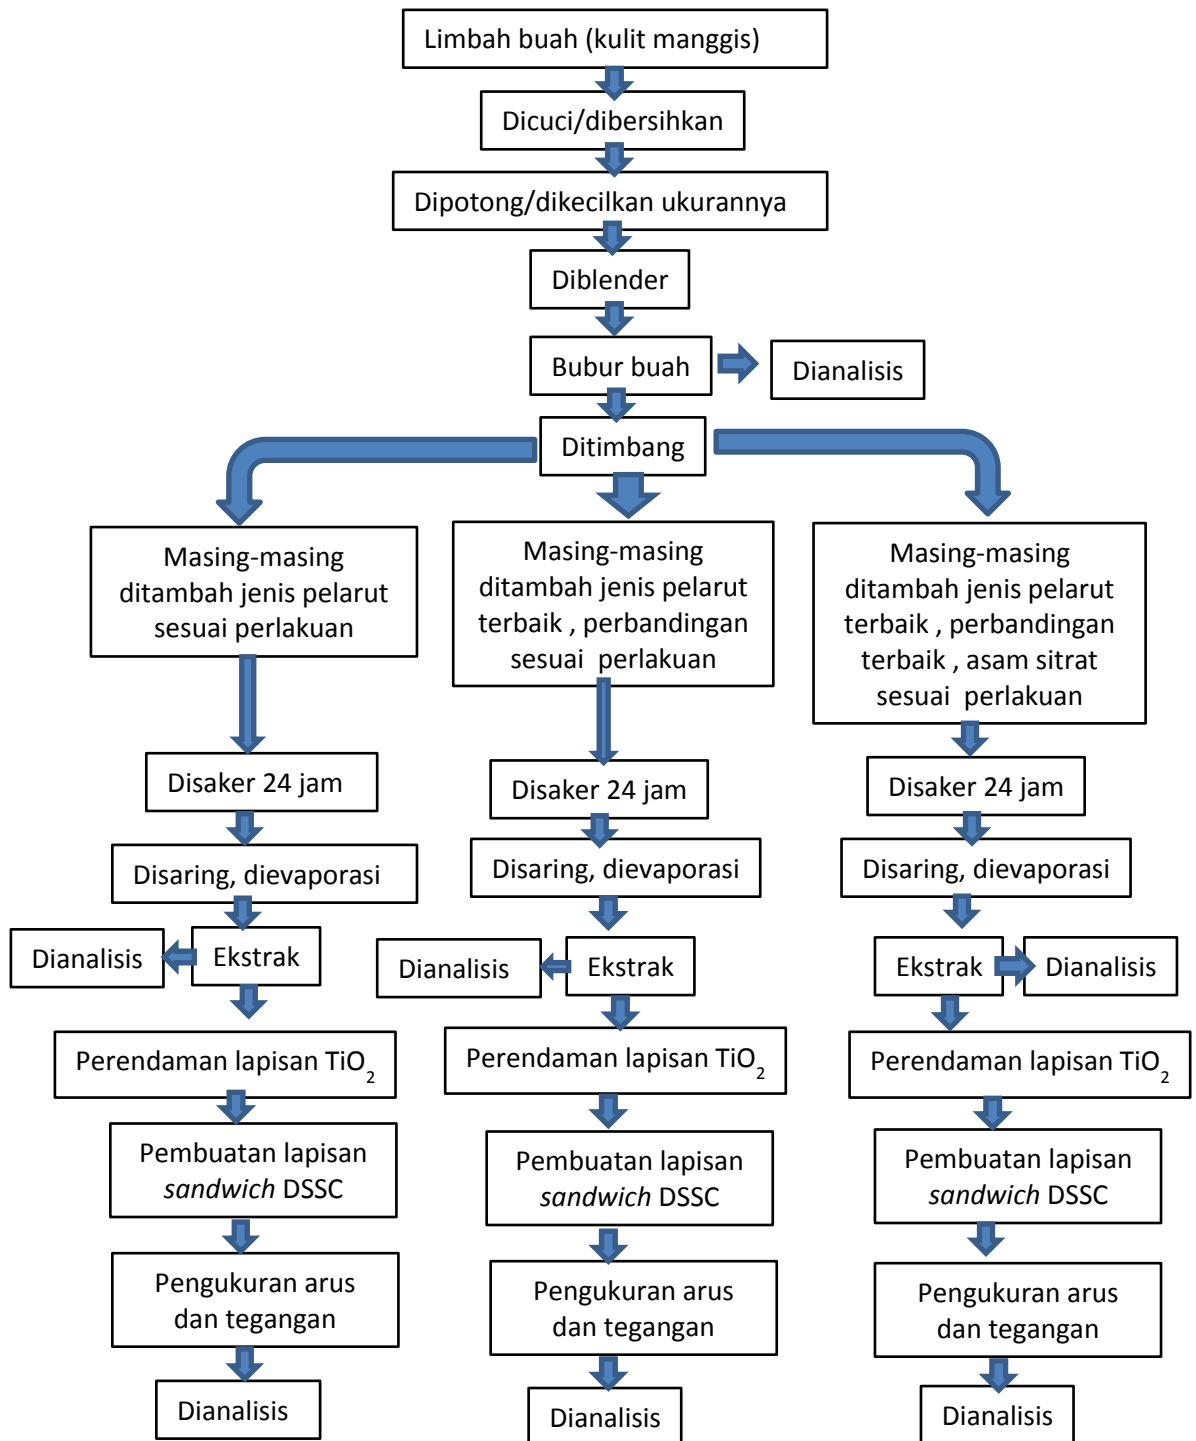 Limbah buah (kulit manggis)
Dicuci/dibersihkan
Dipotong/dikecilkan ukurannya
Diblender
Bubur buah
Dianalisis
Ditimbang
Masing-masing
ditambah jenis pelarut
sesuai perlakuan
Masing-masing
ditambah jenis pelarut
terbaik , perbandingan
sesuai perlakuan
Masing-masing
ditambah jenis pelarut
terbaik , perbandingan
terbaik , asam sitrat
sesuai perlakuan
Disaker 24 jam
Disaker 24 jam
Disaker 24 jam
Disaring, dievaporasi
Disaring, dievaporasi
Disaring, dievaporasi
Dianalisis
Ekstrak
Dianalisis
Ekstrak
Ekstrak
Dianalisis
Perendaman lapisan TiO₂
Perendaman lapisan TiO₂
Perendaman lapisan TiO₂
Pembuatan lapisan
sandwich DSSC
Pembuatan lapisan
sandwich DSSC
Pembuatan lapisan
sandwich DSSC
Pengukuran arus
dan tegangan
Pengukuran arus
dan tegangan
Pengukuran arus
dan tegangan
Dianalisis
Dianalisis
Dianalisis